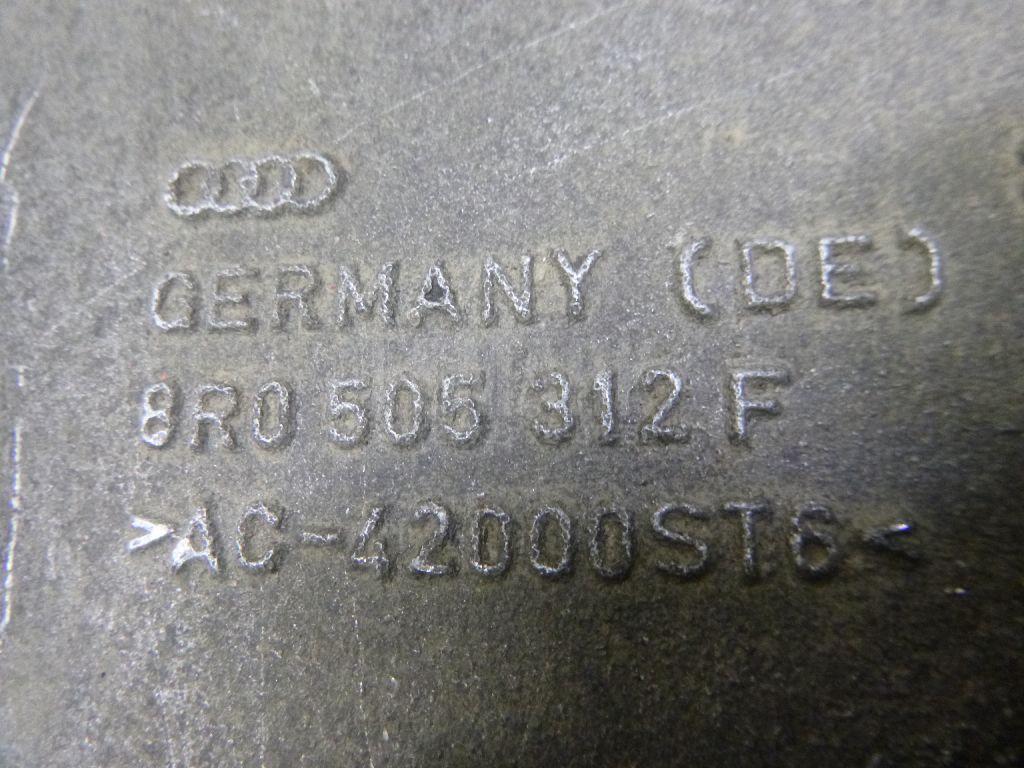 GERMANY (DE)
8R0 505 312 F
>AC-42000ST6<